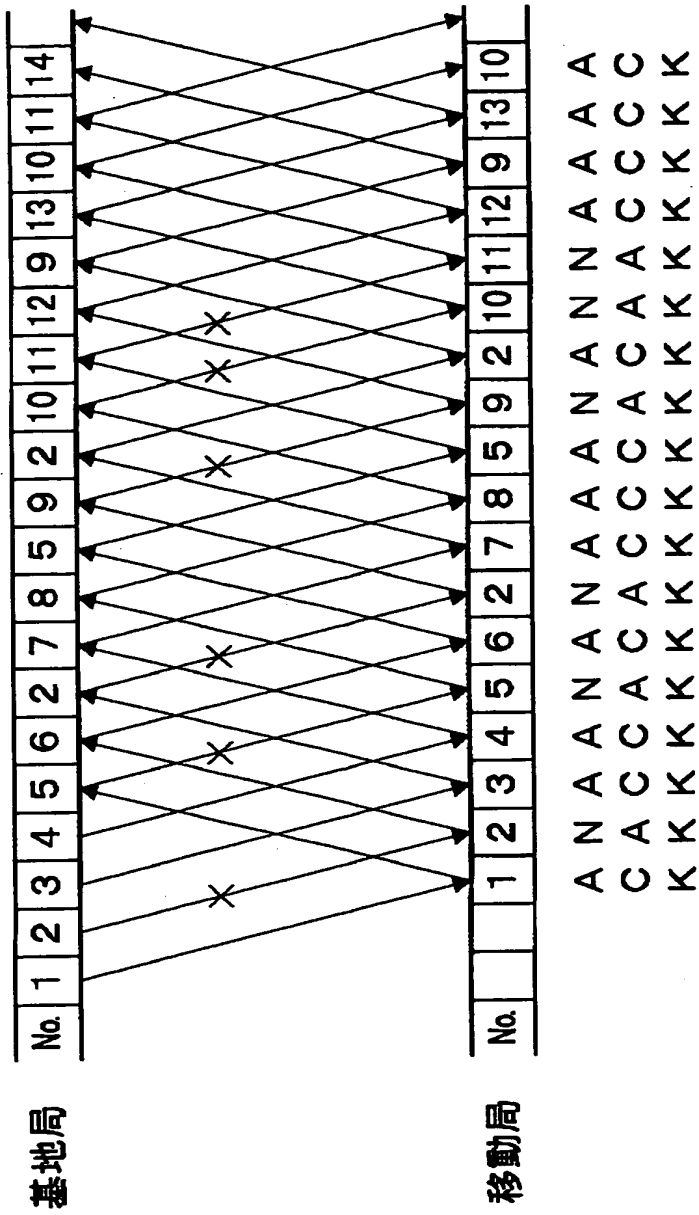 基地局 No. 1 2 3 4 5 6 2 7 8 5 9 2 10 11 12 9 13 10 11 14
移動局 No. 1 2 3 4 5 6 2 7 8 5 9 2 10 11 12 9 13 10
A N A A N A N A A A N A N N A A A A
C A C C A C A C C C A C A A C C C C
K K K K K K K K K K K K K K K K K K